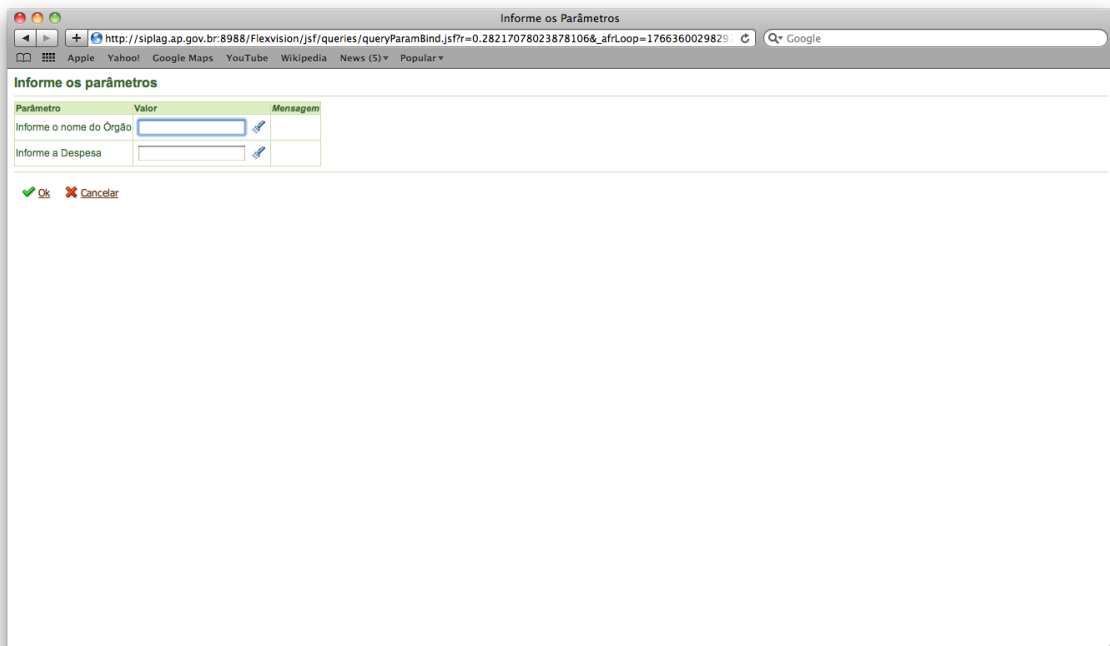 Informe os Parâmetros
http://siplag.ap.gov.br:8988/Flexvision/jsf/queries/queryParamBind.jsf?r=0.28217078023878106&_afrLoop=1766360029829
Google
Apple Yahoo! Google Maps YouTube Wikipedia News (5) Popular
Informe os parâmetros
Parâmetro Valor Mensagem
Informe o nome do Órgão
Informe a Despesa
Ok Cancelar